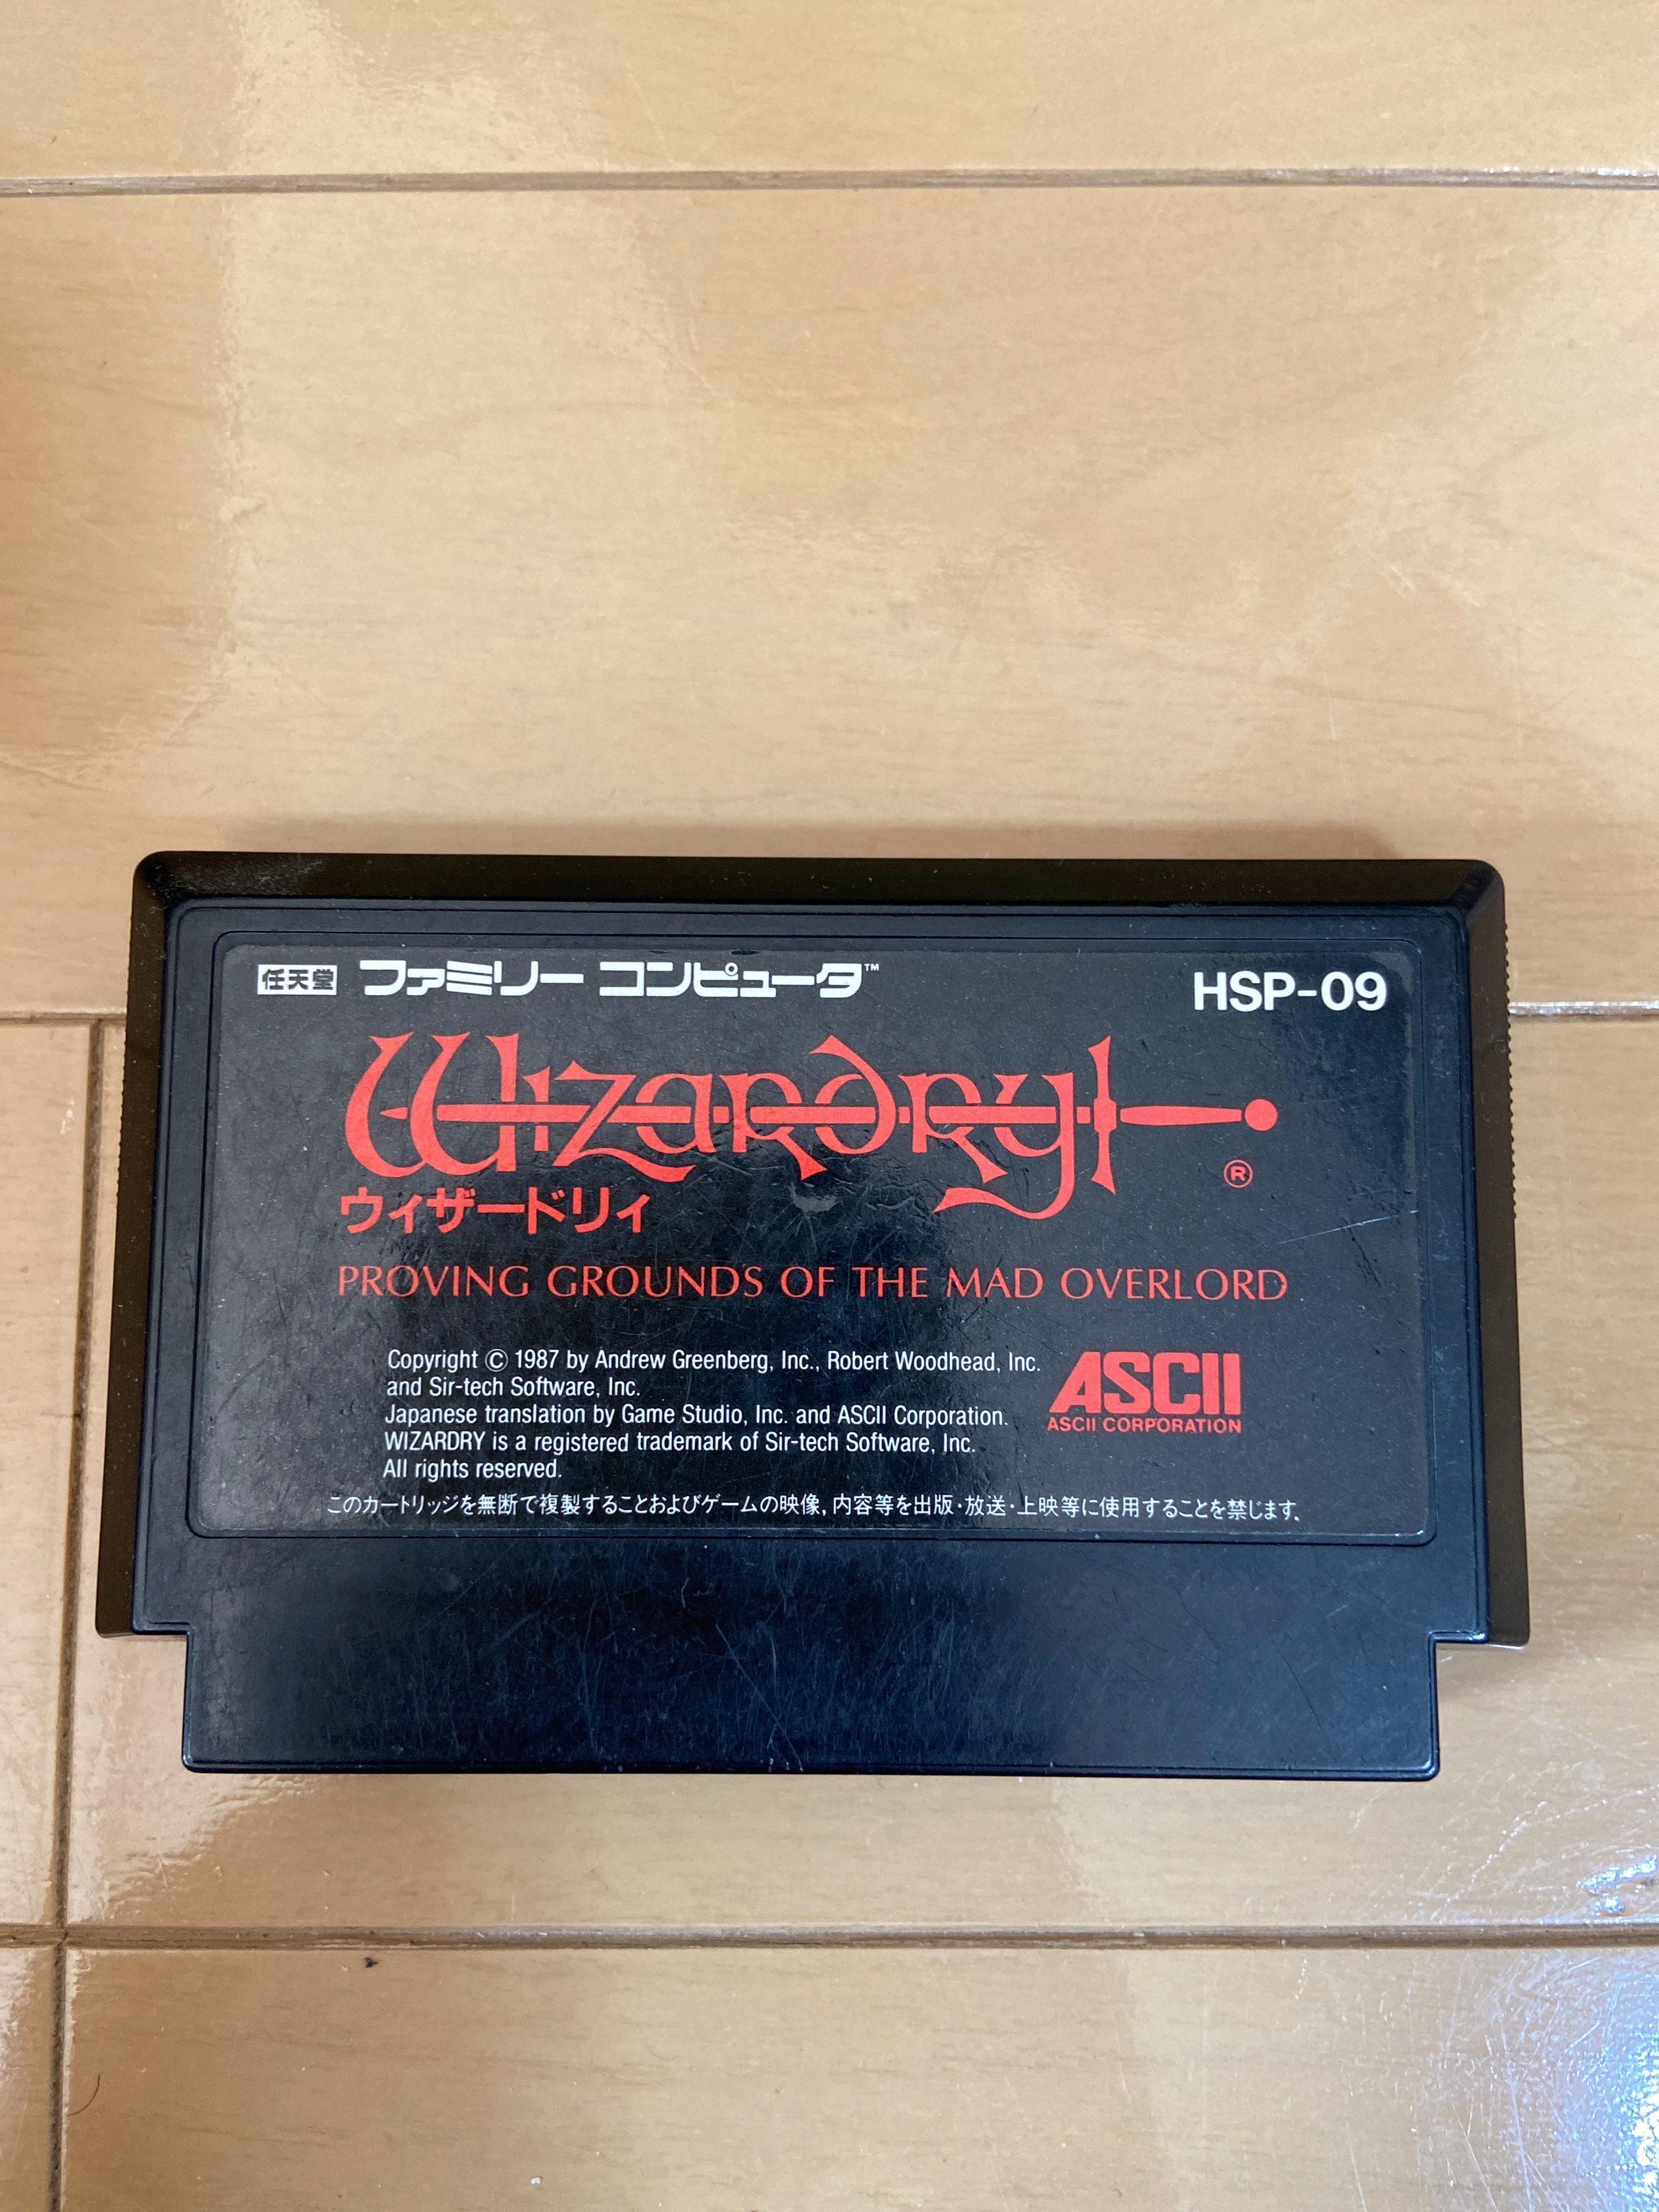 任天堂 ファミリー コンピュータ™
HSP-09
Wizardry®
ウィザードリィ
PROVING GROUNDS OF THE MAD OVERLORD
Copyright © 1987 by Andrew Greenberg, Inc., Robert Woodhead, Inc.
and Sir-tech Software, Inc.
Japanese translation by Game Studio, Inc. and ASCII Corporation.
WIZARDRY is a registered trademark of Sir-tech Software, Inc.
All rights reserved.
ASCII
ASCII CORPORATION
このカートリッジを無断で複製することおよびゲームの映像,内容等を出版・放送・上映等に使用することを禁じます.